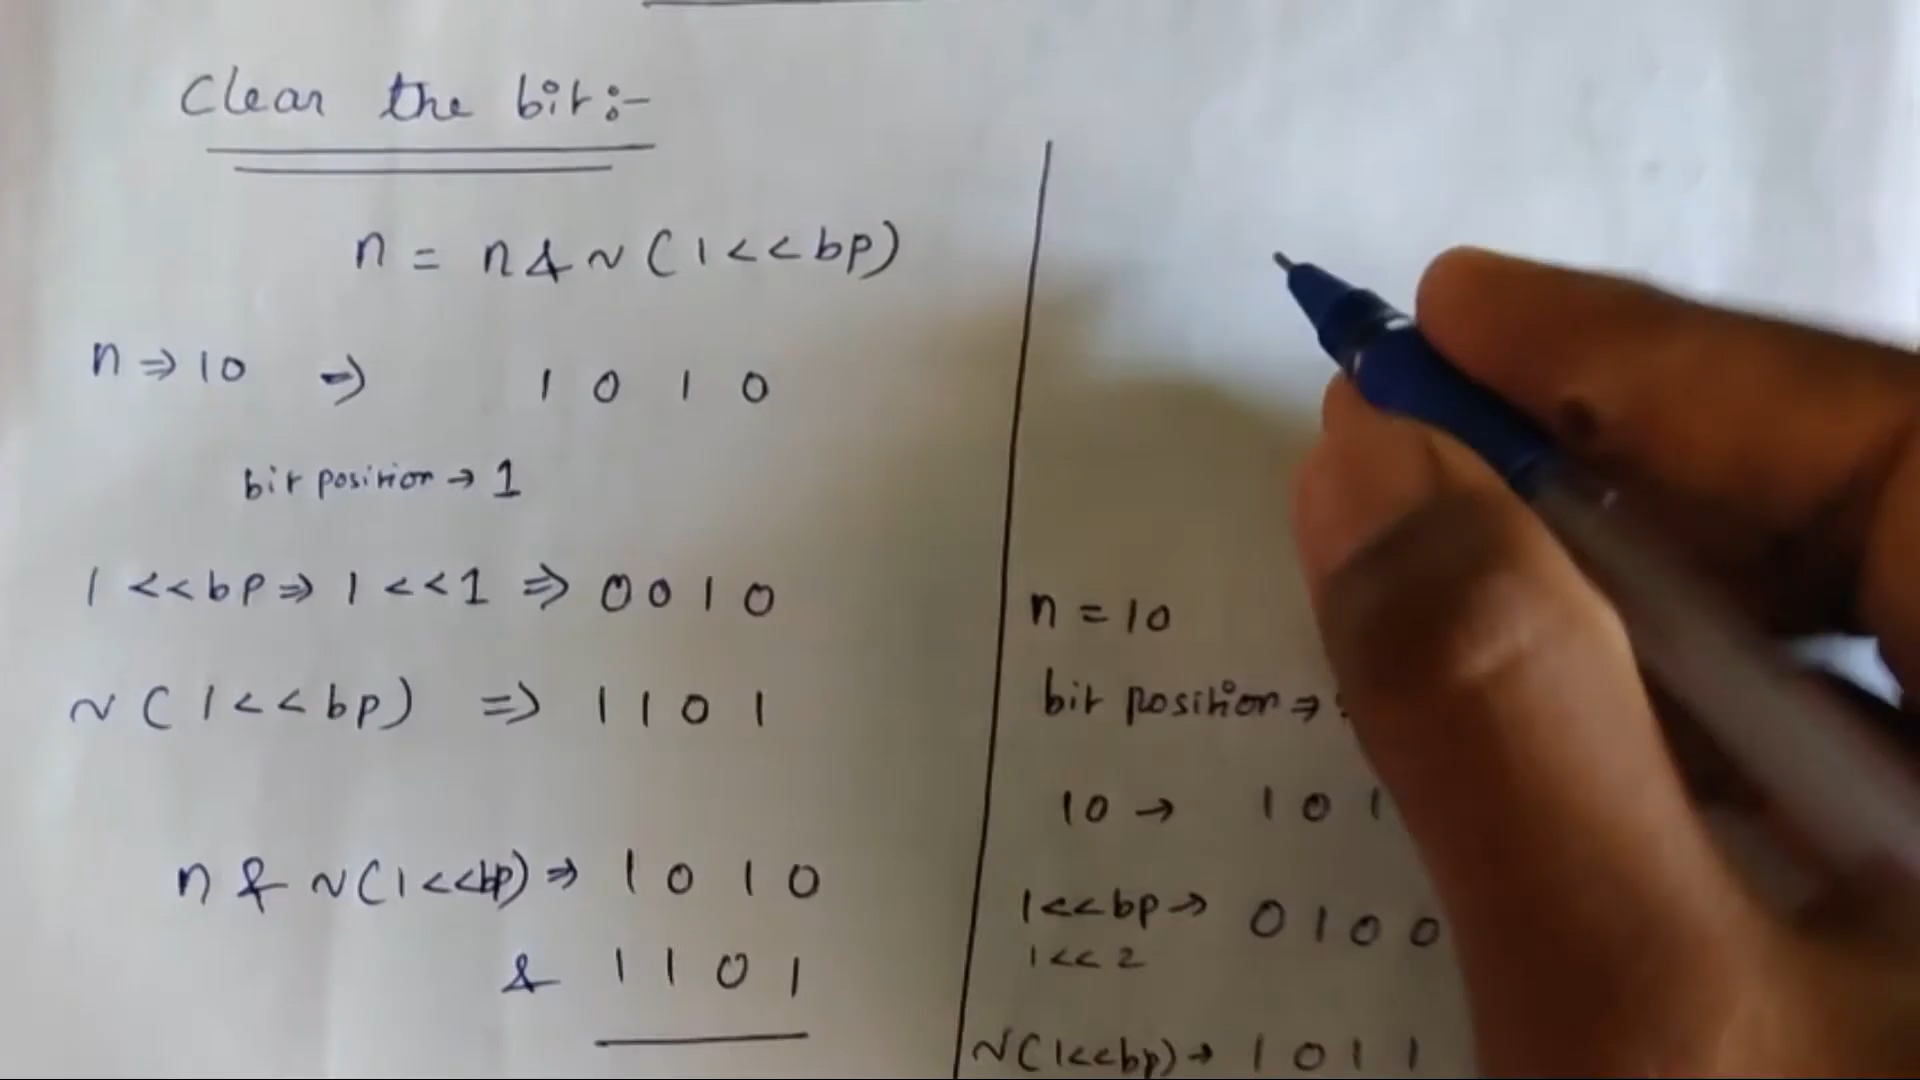 Clear the bit:-
n = n & ~ (1 << bp)
n ⇒ 10 ⇒ 1 0 1 0
bit position → 1
1 << bp ⇒ 1 << 1 ⇒ 0 0 1 0
~ ( 1 << bp) ⇒ 1 1 0 1
n & ~ (1 << bp) ⇒ 1 0 1 0
& 1 1 0 1
n = 10
bit position ⇒
10 → 1 0 1
1 << bp → 0 1 0 0
1 << 2
~ (1 << bp) → 1 0 1 1